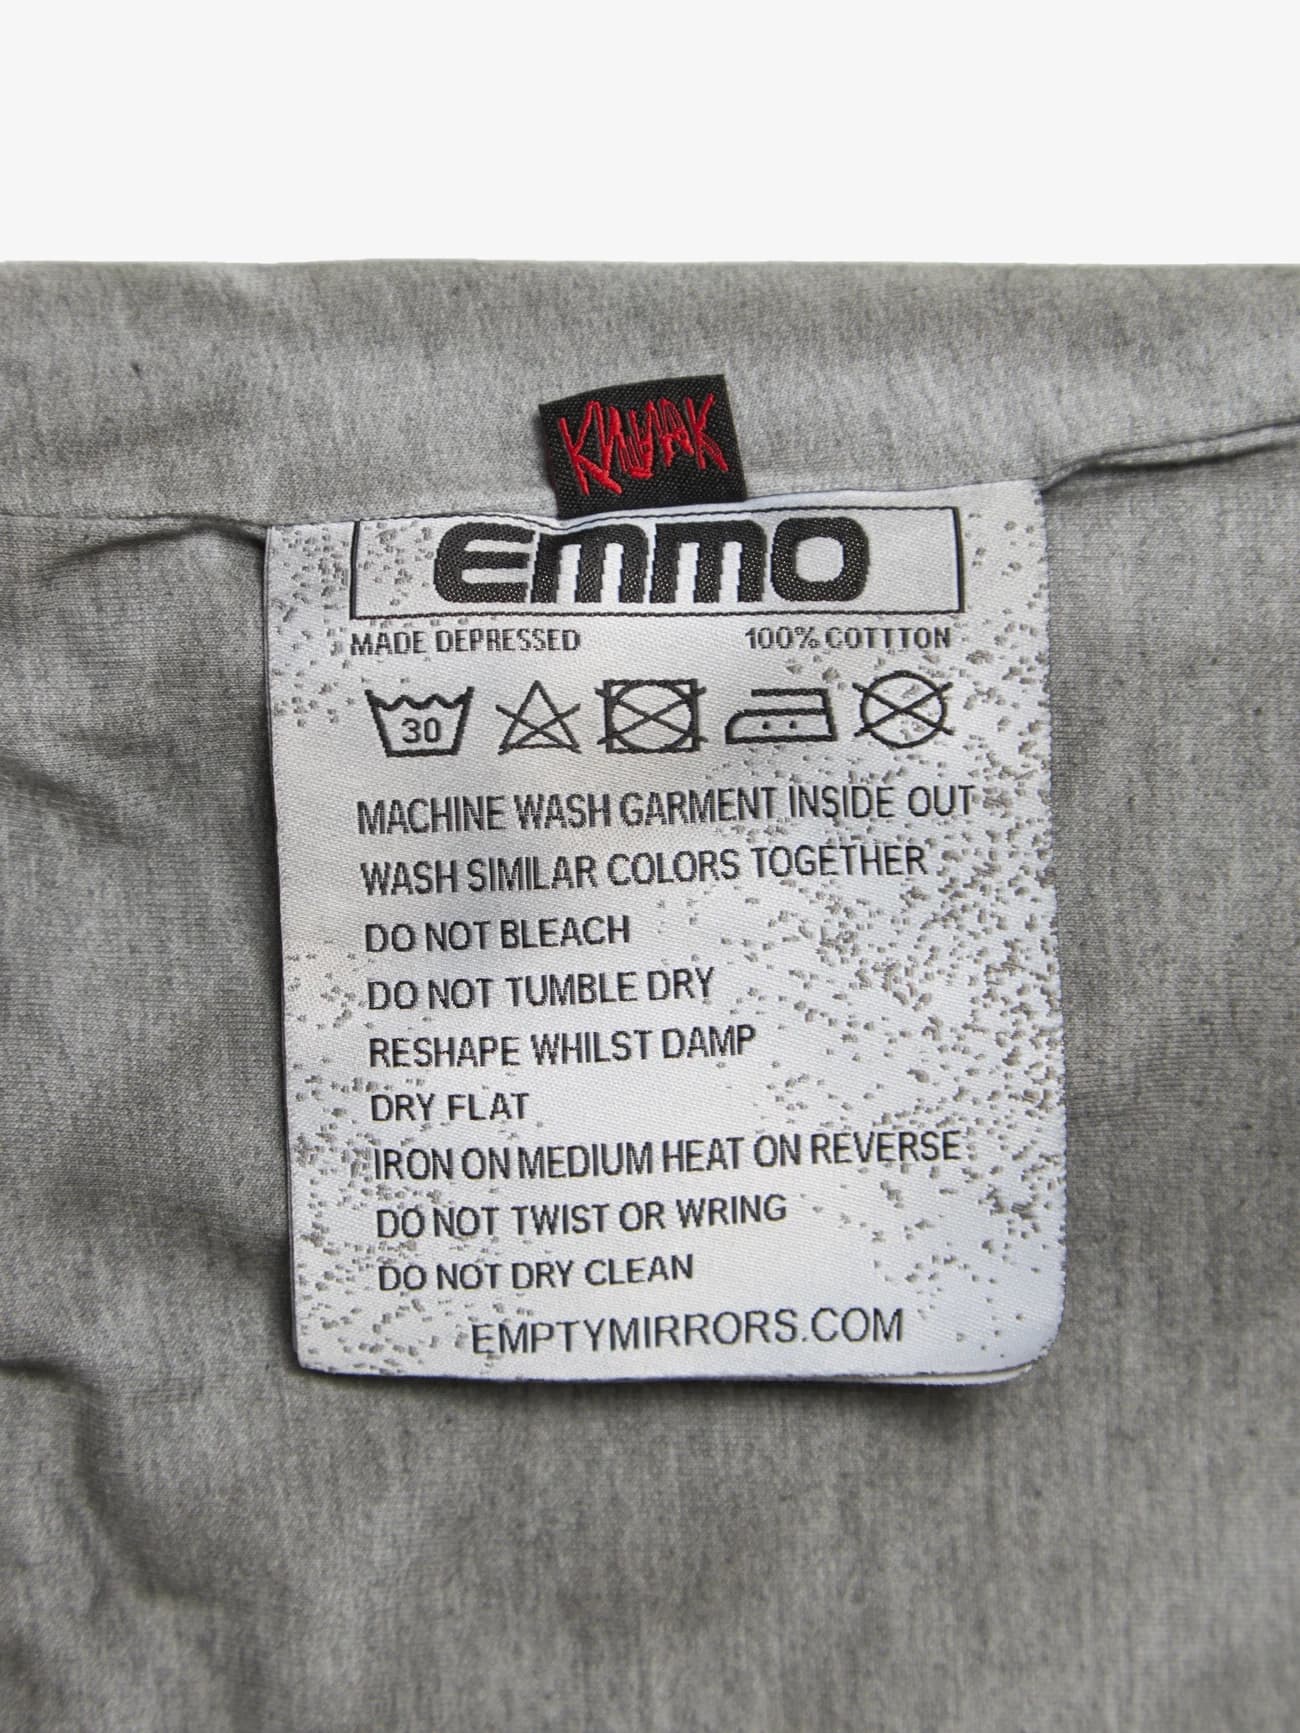 EMMO
MADE DEPRESSED 100% COTTTON
30
MACHINE WASH GARMENT INSIDE OUT
WASH SIMILAR COLORS TOGETHER
DO NOT BLEACH
DO NOT TUMBLE DRY
RESHAPE WHILST DAMP
DRY FLAT
IRON ON MEDIUM HEAT ON REVERSE
DO NOT TWIST OR WRING
DO NOT DRY CLEAN
EMPTYMIRRORS.COM